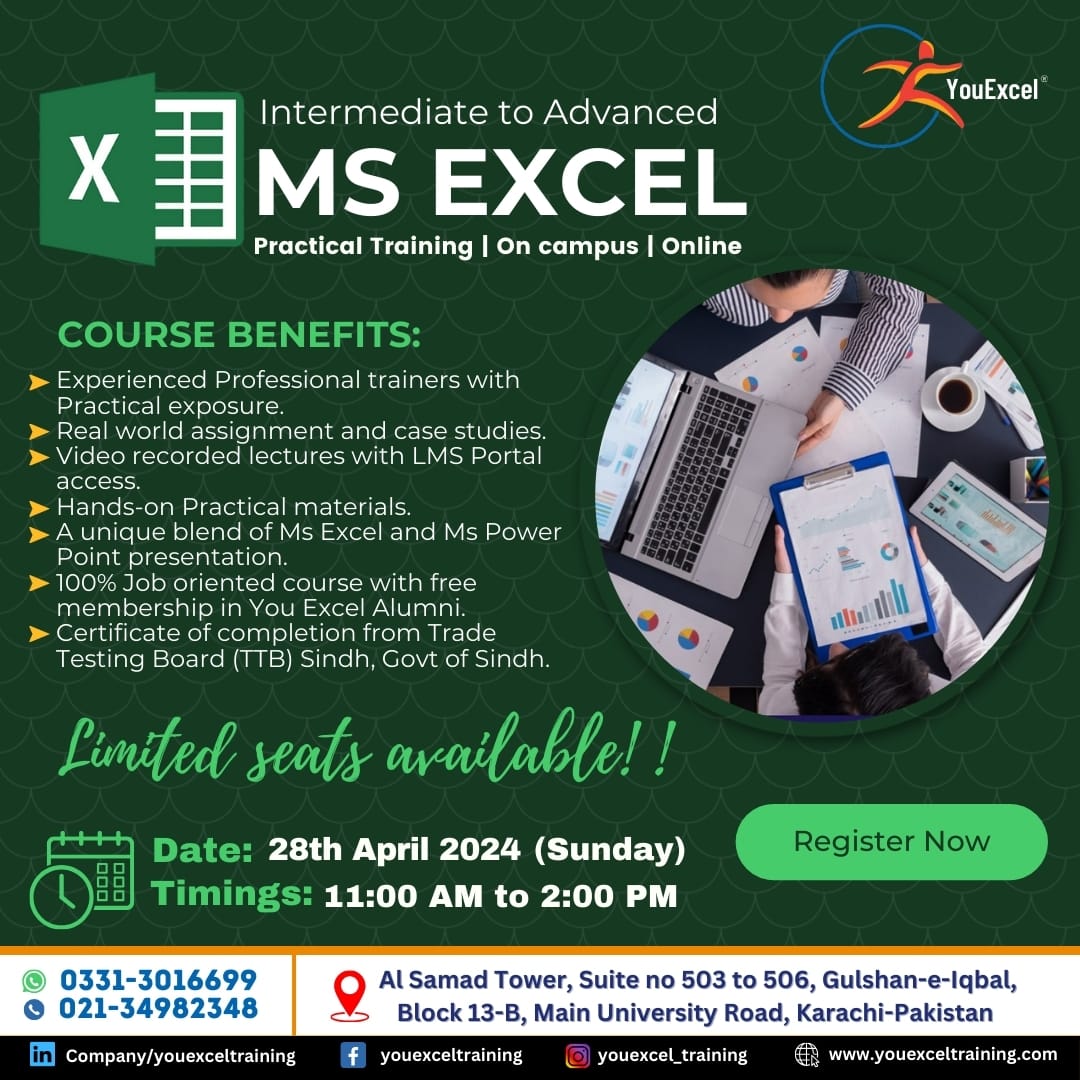 YouExcel®
Intermediate to Advanced
X
MS EXCEL
Practical Training | On campus | Online
COURSE BENEFITS:
Experienced Professional trainers with
Practical exposure.
Real world assignment and case studies.
Video recorded lectures with LMS Portal
access.
Hands-on Practical materials.
A unique blend of Ms Excel and Ms Power
Point presentation.
100% Job oriented course with free
membership in You Excel Alumni.
Certificate of completion from Trade
Testing Board (TTB) Sindh, Govt of Sindh.
Limited seats available!!
Date: 28th April 2024 (Sunday)
Timings: 11:00 AM to 2:00 PM
Register Now
0331-3016699
021-34982348
Al Samad Tower, Suite no 503 to 506, Gulshan-e-Iqbal,
Block 13-B, Main University Road, Karachi-Pakistan
in Company/youexceltraining
f youexceltraining
youexcel_training
www.youexceltraining.com